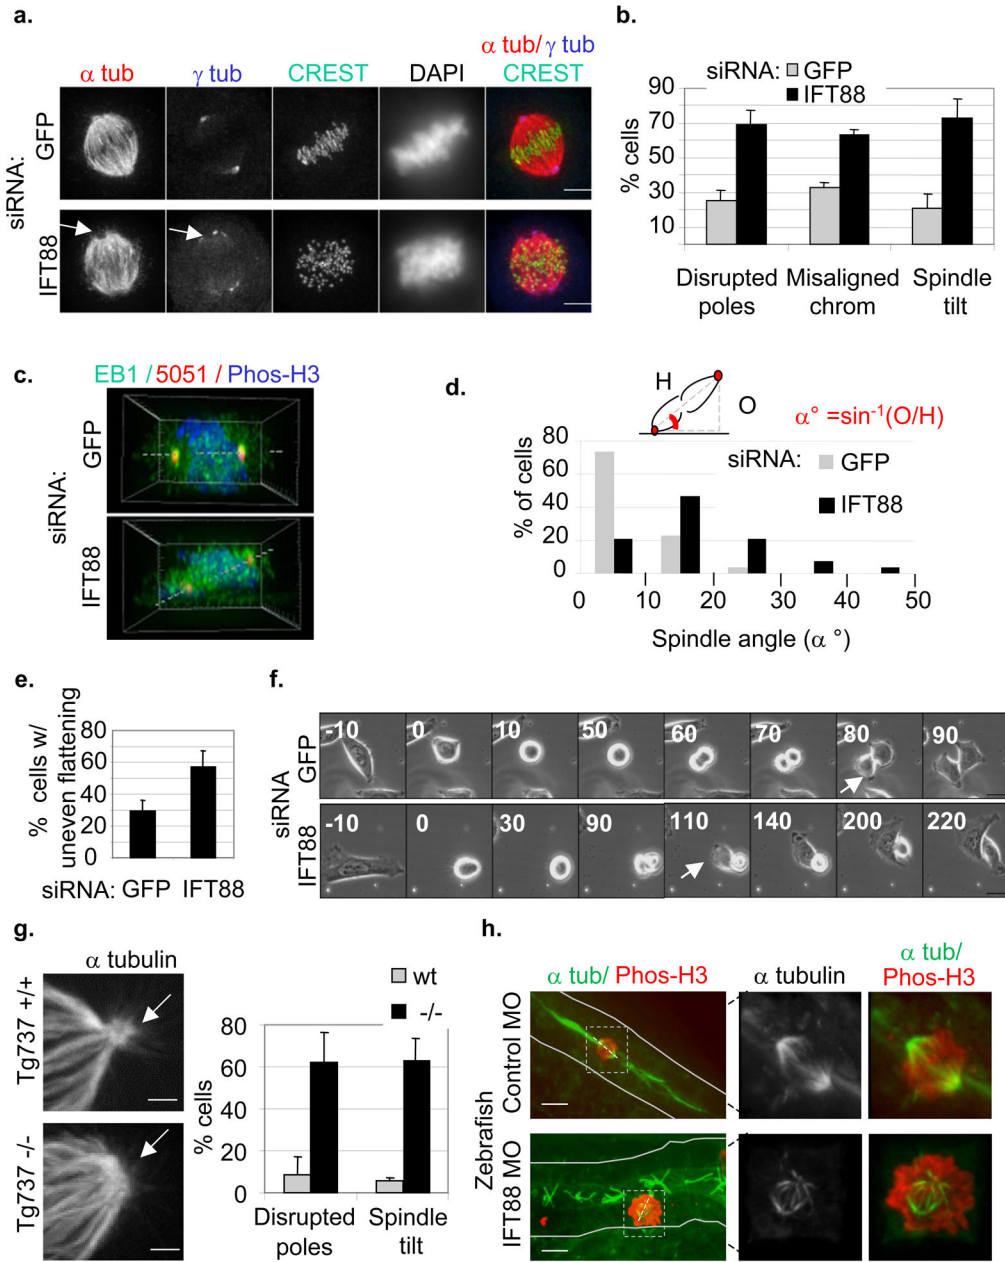 a.
α tub
γ tub
CREST
DAPI
α tub/ γ tub
CREST
siRNA:
GFP
IFT88
b.
siRNA:
GFP
IFT88
% cells
90
70
50
30
10
Disrupted
poles
Misaligned
chrom
Spindle
tilt
c.
EB1 /5051 /Phos-H3
siRNA:
GFP
IFT88
d.
H
O
α° =sin-1(O/H)
siRNA:
GFP
IFT88
% of cells
80
60
40
20
0
0 10 20 30 40 50
Spindle angle (α °)
e.
% cells w/
uneven flattening
80
60
40
20
0
siRNA: GFP IFT88
f.
siRNA
GFP
-10 0 10 50 60 70 80 90
IFT88
-10 0 30 90 110 140 200 220
g.
α tubulin
Tg737 +/+
Tg737 -/-
wt
-/-
% cells
80
60
40
20
0
Disrupted
poles
Spindle
tilt
h.
α tub/ Phos-H3
α tubulin
α tub/
Phos-H3
Zebrafish
Control MO
IFT88 MO